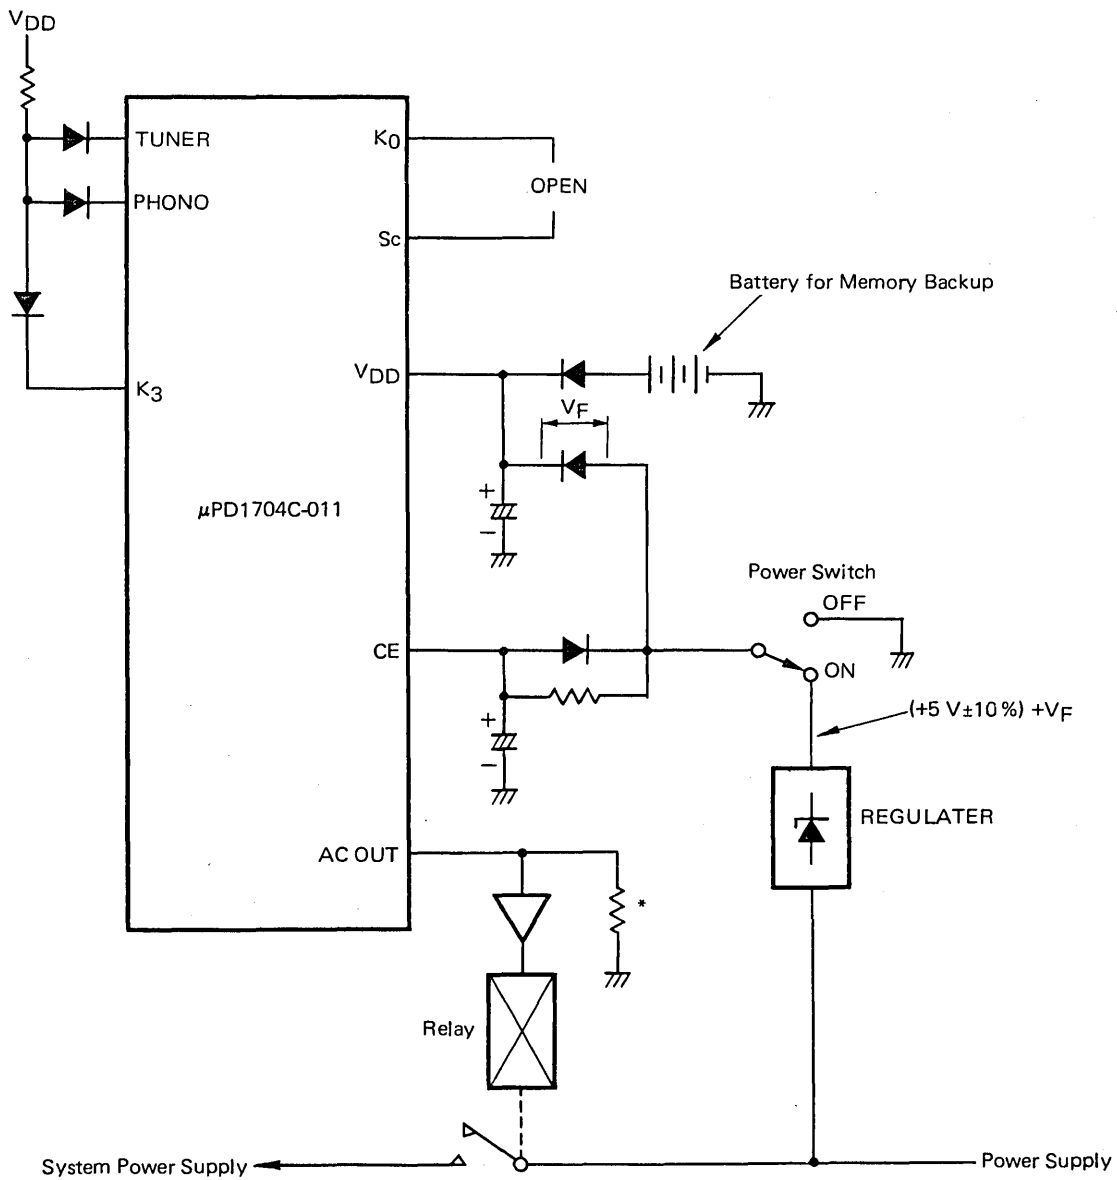 VDD
TUNER
K0
PHONO
OPEN
Sc
Battery for Memory Backup
VDD
K3
VF
+
μPD1704C-011
−
Power Switch
OFF
CE
ON
+
(+5 V±10%) +VF
−
REGULATER
AC OUT
*
Relay
System Power Supply
Power Supply